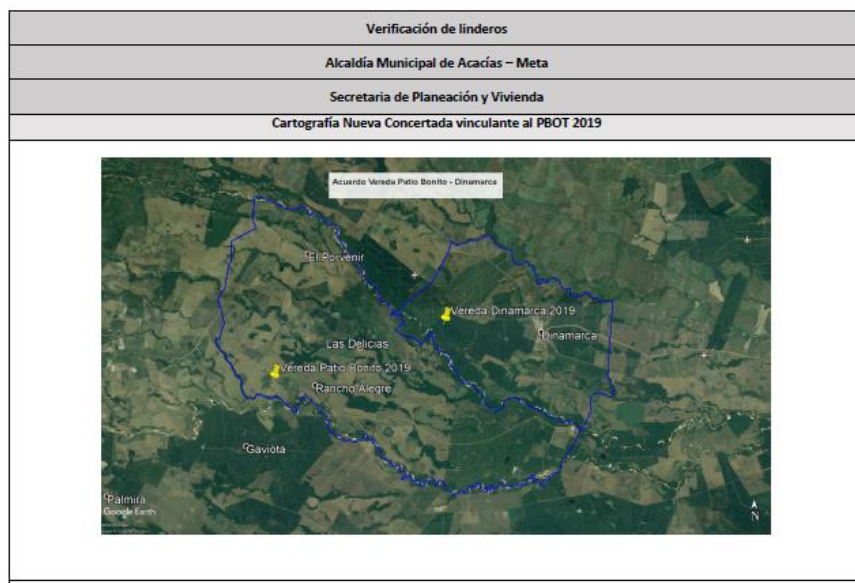 Verificación de linderos
Alcaldía Municipal de Acacías – Meta
Secretaria de Planeación y Vivienda
Cartografía Nueva Concertada vinculante al PBOT 2019
Acuerdo Vereda Patio Bonito - Dinamarca
El Porvenir
Vereda Dinamarca 2019
Dinamarca
Las Delicias
Vereda Patio Bonito 2019
Rancho Alegre
Gaviota
Palmira
Google Earth
N